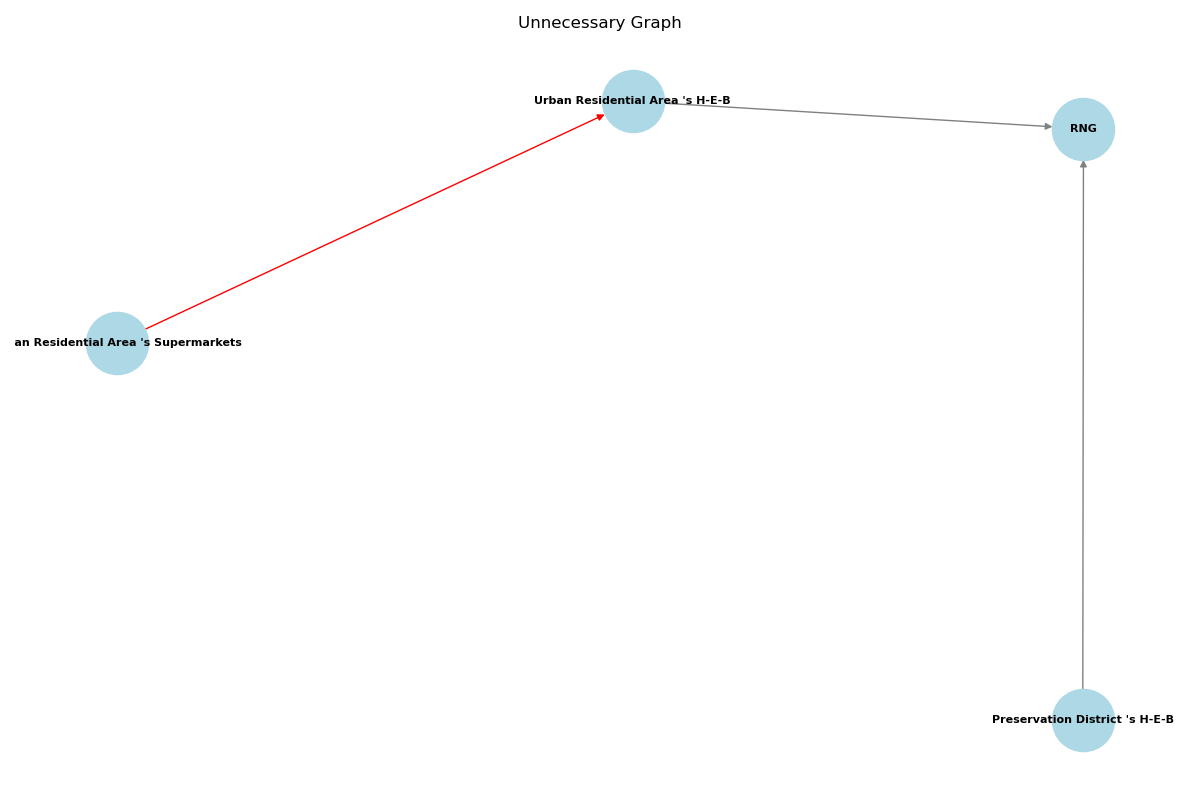 Unnecessary Graph
Urban Residential Area 's H-E-B
RNG
an Residential Area 's Supermarkets
Preservation District 's H-E-B